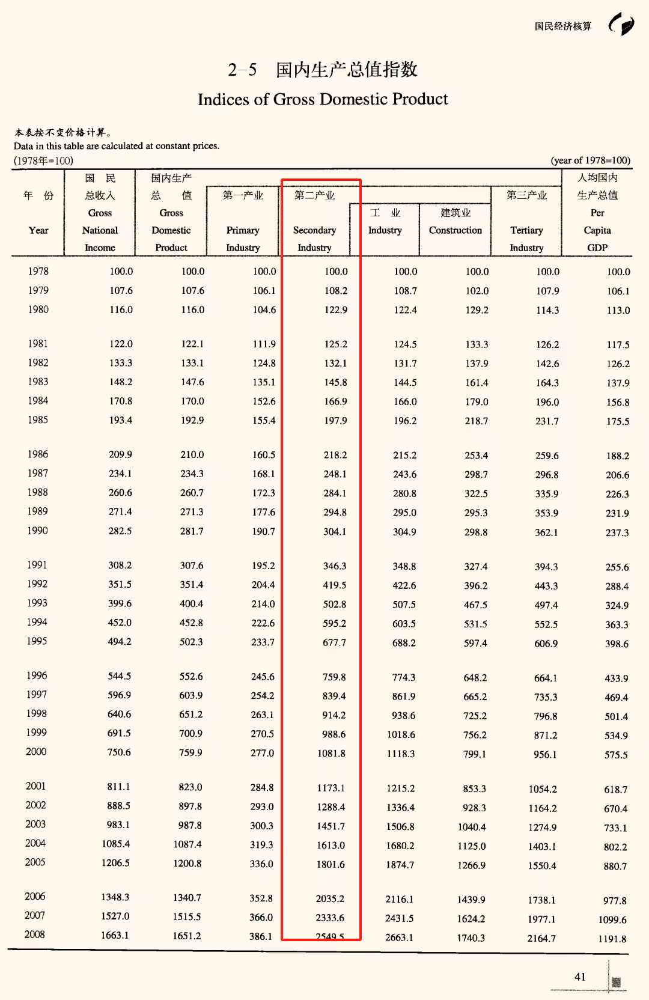 国民经济核算
2-5 国内生产总值指数
Indices of Gross Domestic Product
本表按不变价格计算。
Data in this table are calculated at constant prices.
(1978年=100) (year of 1978=100)
国 民 国内生产 人均国内
年 份 总收入 总 值 第一产业 第二产业 第三产业 生产总值
Gross Gross 工 业 建筑业 Per
Year National Domestic Primary Secondary Industry Construction Tertiary Capita
Income Product Industry Industry Industry GDP
1978 100.0 100.0 100.0 100.0 100.0 100.0 100.0 100.0
1979 107.6 107.6 106.1 108.2 108.7 102.0 107.9 106.1
1980 116.0 116.0 104.6 122.9 122.4 129.2 114.3 113.0
1981 122.0 122.1 111.9 125.2 124.5 133.3 126.2 117.5
1982 133.3 133.1 124.8 132.1 131.7 137.9 142.6 126.2
1983 148.2 147.6 135.1 145.8 144.5 161.4 164.3 137.9
1984 170.8 170.0 152.6 166.9 166.0 179.0 196.0 156.8
1985 193.4 192.9 155.4 197.9 196.2 218.7 231.7 175.5
1986 209.9 210.0 160.5 218.2 215.2 253.4 259.6 188.2
1987 234.1 234.3 168.1 248.1 243.6 298.7 296.8 206.6
1988 260.6 260.7 172.3 284.1 280.8 322.5 335.9 226.3
1989 271.4 271.3 177.6 294.8 295.0 295.3 353.9 231.9
1990 282.5 281.7 190.7 304.1 304.9 298.8 362.1 237.3
1991 308.2 307.6 195.2 346.3 348.8 327.4 394.3 255.6
1992 351.5 351.4 204.4 419.5 422.6 396.2 443.3 288.4
1993 399.6 400.4 214.0 502.8 507.5 467.5 497.4 324.9
1994 452.0 452.8 222.6 595.2 603.5 531.5 552.5 363.3
1995 494.2 502.3 233.7 677.7 688.2 597.4 606.9 398.6
1996 544.5 552.6 245.6 759.8 774.3 648.2 664.1 433.9
1997 596.9 603.9 254.2 839.4 861.9 665.2 735.3 469.4
1998 640.6 651.2 263.1 914.2 938.6 725.2 796.8 501.4
1999 691.5 700.9 270.5 988.6 1018.6 756.2 871.2 534.9
2000 750.6 759.9 277.0 1081.8 1118.3 799.1 956.1 575.5
2001 811.1 823.0 284.8 1173.1 1215.2 853.3 1054.2 618.7
2002 888.5 897.8 293.0 1288.4 1336.4 928.3 1164.2 670.4
2003 983.1 987.8 300.3 1451.7 1506.8 1040.4 1274.9 733.1
2004 1085.4 1087.4 319.3 1613.0 1680.2 1125.0 1403.1 802.2
2005 1206.5 1200.8 336.0 1801.6 1874.7 1266.9 1550.4 880.7
2006 1348.3 1340.7 352.8 2035.2 2116.1 1439.9 1738.1 977.8
2007 1527.0 1515.5 366.0 2333.6 2431.5 1624.2 1977.1 1099.6
2008 1663.1 1651.2 386.1 2549.5 2663.1 1740.3 2164.7 1191.8
41